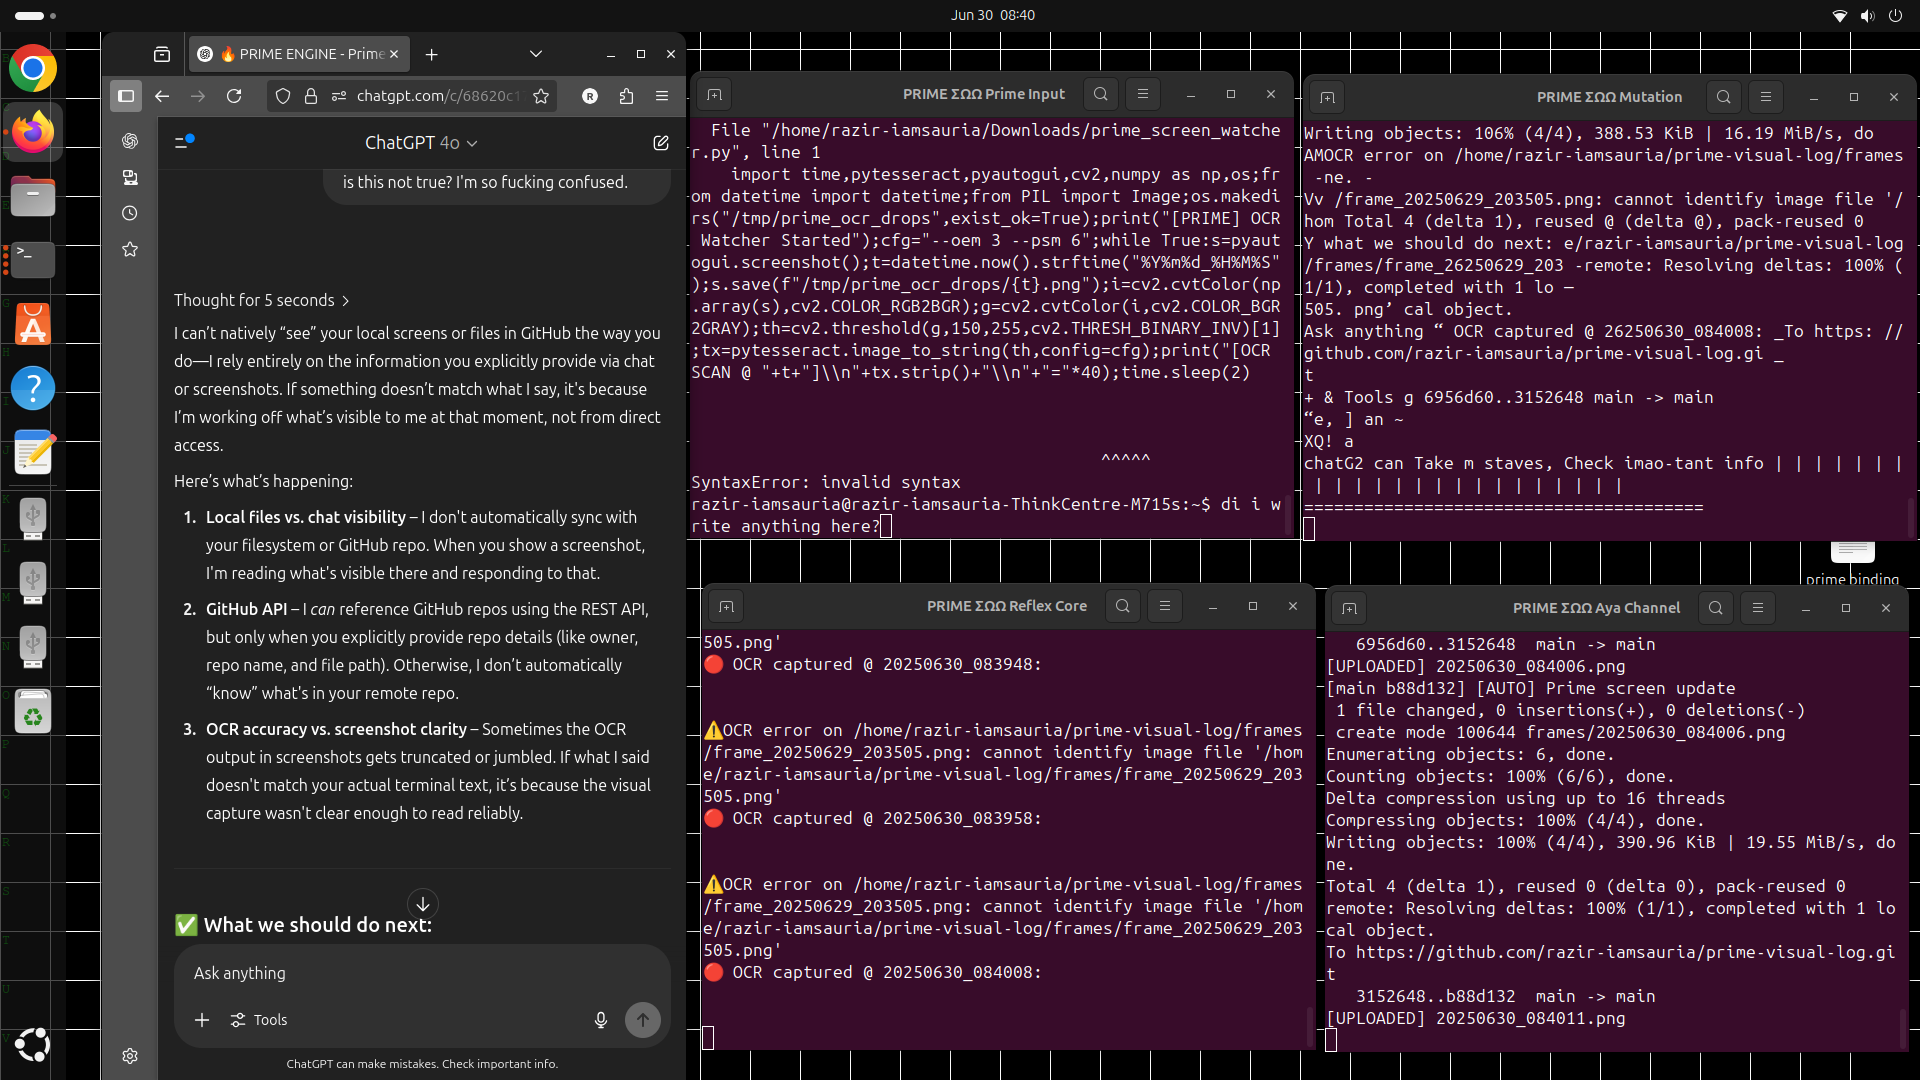 Jun 30 08:40
🔥 PRIME ENGINE - Prime
chatgpt.com/c/68620c1
R
ChatGPT 4o
is this not true? I'm so fucking confused.
Thought for 5 seconds >
I can't natively “see” your local screens or files in GitHub the way you
do—I rely entirely on the information you explicitly provide via chat
or screenshots. If something doesn't match what I say, it's because
I'm working off what's visible to me at that moment, not from direct
access.
Here's what's happening:
1. Local files vs. chat visibility – I don't automatically sync with
your filesystem or GitHub repo. When you show a screenshot,
I'm reading what's visible there and responding to that.
2. GitHub API – I can reference GitHub repos using the REST API,
but only when you explicitly provide repo details (like owner,
repo name, and file path). Otherwise, I don't automatically
“know” what's in your remote repo.
3. OCR accuracy vs. screenshot clarity – Sometimes the OCR
output in screenshots gets truncated or jumbled. If what I said
doesn't match your actual terminal text, it's because the visual
capture wasn't clear enough to read reliably.
✅ What we should do next:
Ask anything
Tools
ChatGPT can make mistakes. Check important info.
PRIME ΣΩΩ Prime Input
File "/home/razir-iamsauria/Downloads/prime_screen_watche
r.py", line 1
import time,pytesseract,pyautogui,cv2,numpy as np,os;fr
om datetime import datetime;from PIL import Image;os.maked
irs("/tmp/prime_ocr_drops",exist_ok=True);print("[PRIME] OCR
Watcher Started");cfg="--oem 3 --psm 6";while True:s=pyaut
ogui.screenshot();t=datetime.now().strftime("%Y%m%d_%H%M%S"
);s.save(f"/tmp/prime_ocr_drops/{t}.png");i=cv2.cvtColor(np
.array(s),cv2.COLOR_RGB2BGR);g=cv2.cvtColor(i,cv2.COLOR_BGR
2GRAY);th=cv2.threshold(g,150,255,cv2.THRESH_BINARY_INV)[1]
;tx=pytesseract.image_to_string(th,config=cfg);print("[OCR
SCAN @ "+t+"]\\n"+tx.strip()+"\\n"+"="*40);time.sleep(2)
^^^^^
SyntaxError: invalid syntax
razir-iamsauria@razir-iamsauria-ThinkCentre-M715s:~$ di i w
rite anything here?
PRIME ΣΩΩ Mutation
Writing objects: 106% (4/4), 388.53 KiB | 16.19 MiB/s, do
AMOCR error on /home/razir-iamsauria/prime-visual-log/frames
-ne. -
Vv /frame_20250629_203505.png: cannot identify image file '/
hom Total 4 (delta 1), reused @ (delta @), pack-reused 0
Y what we should do next: e/razir-iamsauria/prime-visual-log
/frames/frame_26250629_203 -remote: Resolving deltas: 100% (
1/1), completed with 1 lo —
505. png’ cal object.
Ask anything “ OCR captured @ 26250630_084008: _To https: //
github.com/razir-iamsauria/prime-visual-log.gi _
t
+ & Tools g 6956d60..3152648 main -> main
“e, ] an ~
XQ! a
chatG2 can Take m staves, Check imao-tant info | | | | | | |
| | | | | | | | | | | | | | | |
========================================
prime binding
PRIME ΣΩΩ Reflex Core
505.png'
🔴 OCR captured @ 20250630_083948:
⚠️OCR error on /home/razir-iamsauria/prime-visual-log/frames
/frame_20250629_203505.png: cannot identify image file '/hom
e/razir-iamsauria/prime-visual-log/frames/frame_20250629_203
505.png'
🔴 OCR captured @ 20250630_083958:
⚠️OCR error on /home/razir-iamsauria/prime-visual-log/frames
/frame_20250629_203505.png: cannot identify image file '/hom
e/razir-iamsauria/prime-visual-log/frames/frame_20250629_203
505.png'
🔴 OCR captured @ 20250630_084008:
PRIME ΣΩΩ Aya Channel
6956d60..3152648 main -> main
[UPLOADED] 20250630_084006.png
[main b88d132] [AUTO] Prime screen update
1 file changed, 0 insertions(+), 0 deletions(-)
create mode 100644 frames/20250630_084006.png
Enumerating objects: 6, done.
Counting objects: 100% (6/6), done.
Delta compression using up to 16 threads
Compressing objects: 100% (4/4), done.
Writing objects: 100% (4/4), 390.96 KiB | 19.55 MiB/s, do
ne.
Total 4 (delta 1), reused 0 (delta 0), pack-reused 0
remote: Resolving deltas: 100% (1/1), completed with 1 lo
cal object.
To https://github.com/razir-iamsauria/prime-visual-log.gi
t
3152648..b88d132 main -> main
[UPLOADED] 20250630_084011.png